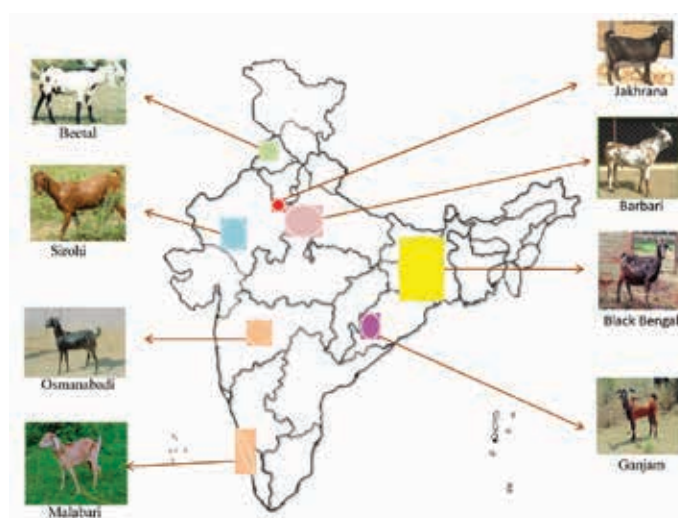 Beetal
Sirohi
Osmanabadi
Malabari
Jakhrana
Barbari
Black Bengal
Ganjam